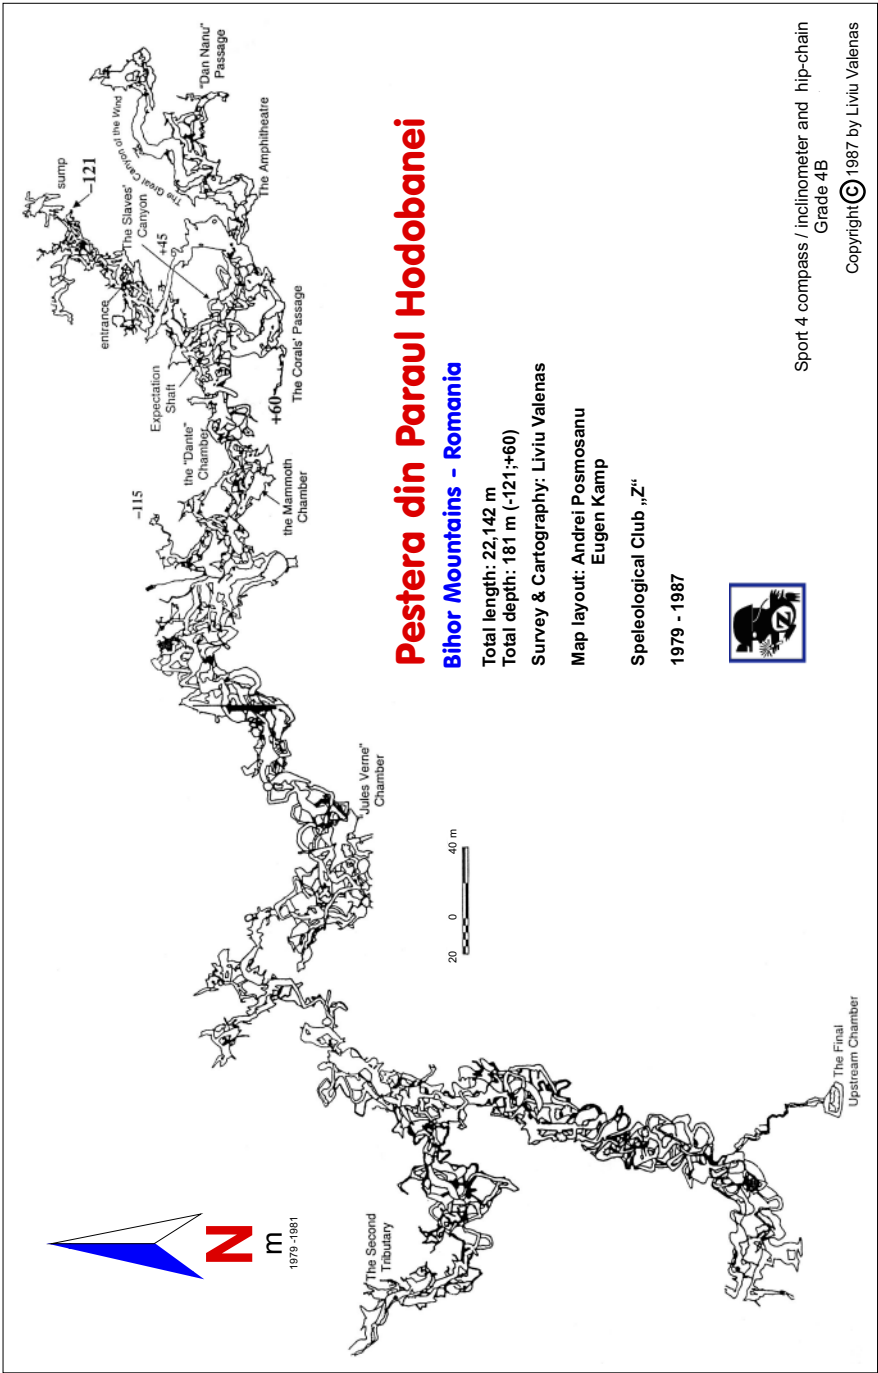 "Dan Nanu"
Passage
The Great Canyon of the Wind
The Amphitheatre
sump
–121
The Slaves'
Canyon
+45
entrance
Expectation
Shaft
The Corals' Passage
+60
the "Dante"
Chamber
the Mammoth
Chamber
–115
Jules Verne"
Chamber
The Second
Tributary
The Final
Upstream Chamber
N
m
1979 -1981
20 0 40 m
Pestera din Paraul Hodobanei
Bihor Mountains - Romania
Total length: 22,142 m
Total depth: 181 m (-121;+60)
Survey & Cartography: Liviu Valenas
Map layout: Andrei Posmosanu
Eugen Kamp
Speleological Club „Z“
1979 - 1987
Z
Sport 4 compass / inclinometer and hip-chain
Grade 4B
Copyright © 1987 by Liviu Valenas